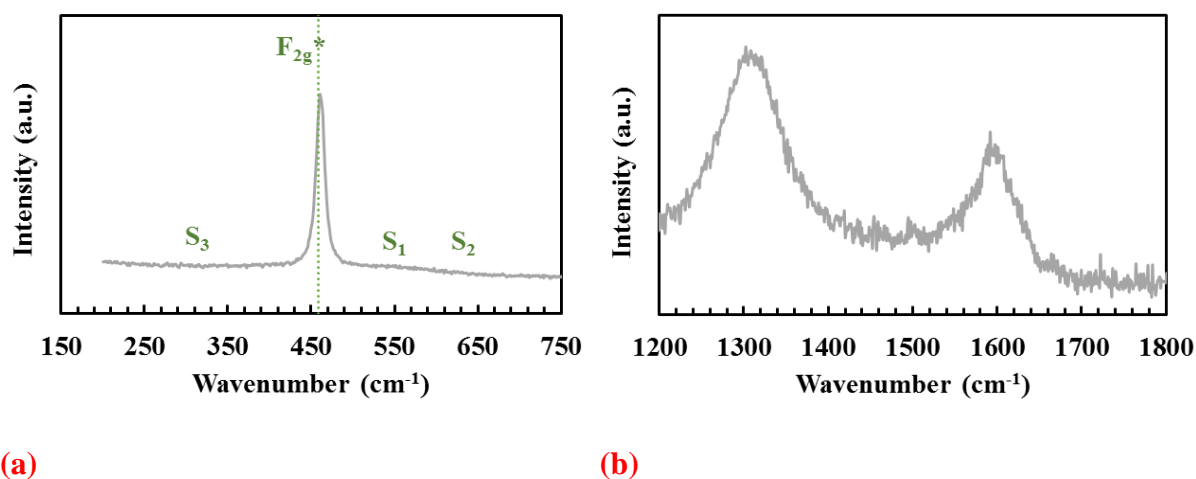 Intensity (a.u.)
F2g*
S3
S1
S2
150 250 350 450 550 650 750
Wavenumber (cm-1)
(a)
Intensity (a.u.)
1200 1300 1400 1500 1600 1700 1800
Wavenumber (cm-1)
(b)